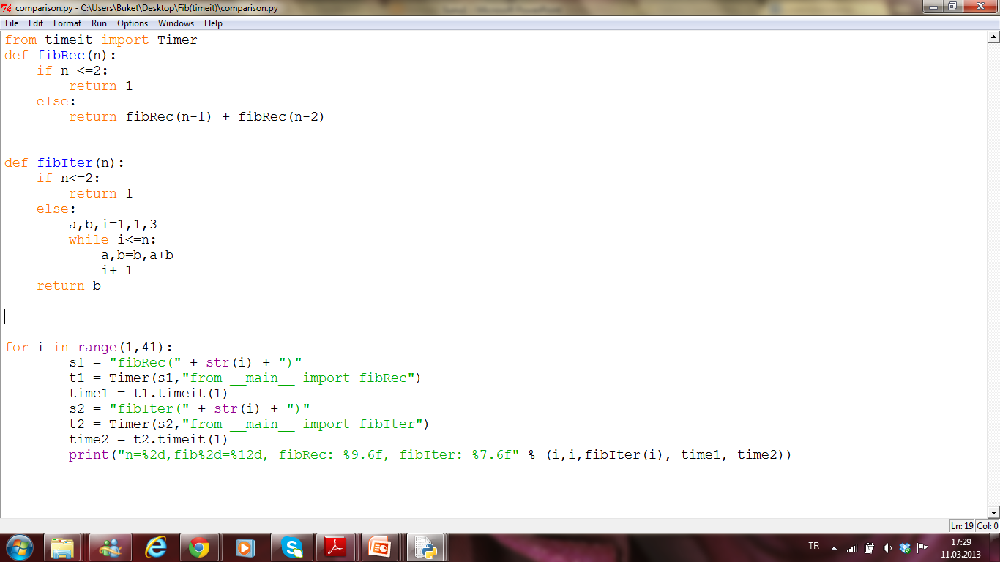 comparison.py - C:\Users\Buket\Desktop\Fib(timeit)\comparison.py
File Edit Format Run Options Windows Help
from timeit import Timer
def fibRec(n):
    if n <=2:
        return 1
    else:
        return fibRec(n-1) + fibRec(n-2)
def fibIter(n):
    if n<=2:
        return 1
    else:
        a,b,i=1,1,3
        while i<=n:
            a,b=b,a+b
            i+=1
    return b
for i in range(1,41):
        s1 = "fibRec(" + str(i) + ")"
        t1 = Timer(s1,"from __main__ import fibRec")
        time1 = t1.timeit(1)
        s2 = "fibIter(" + str(i) + ")"
        t2 = Timer(s2,"from __main__ import fibIter")
        time2 = t2.timeit(1)
        print("n=%2d,fib%2d=%12d, fibRec: %9.6f, fibIter: %7.6f" % (i,i,fibIter(i), time1, time2))
Ln: 19 Col: 0
TR
17:29
11.03.2013